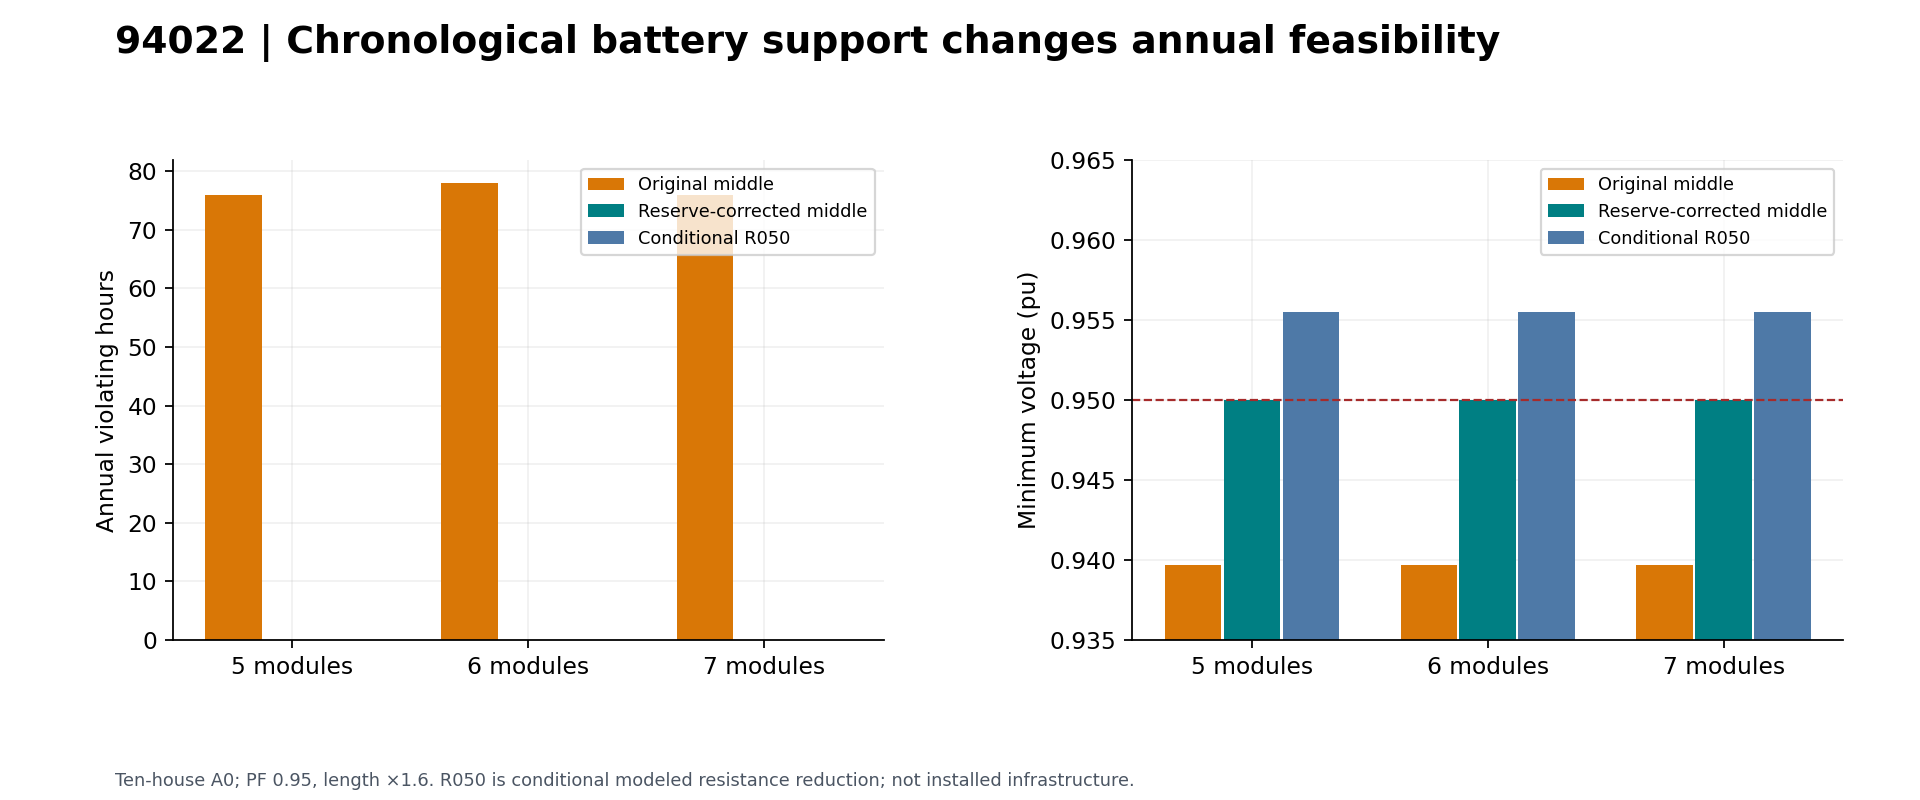 94022 | Chronological battery support changes annual feasibility
Annual violating hours
80
70
60
50
40
30
20
10
0
5 modules
6 modules
7 modules
Original middle
Reserve-corrected middle
Conditional R050
Minimum voltage (pu)
0.965
0.960
0.955
0.950
0.945
0.940
0.935
5 modules
6 modules
7 modules
Original middle
Reserve-corrected middle
Conditional R050
Ten-house A0; PF 0.95, length ×1.6. R050 is conditional modeled resistance reduction; not installed infrastructure.